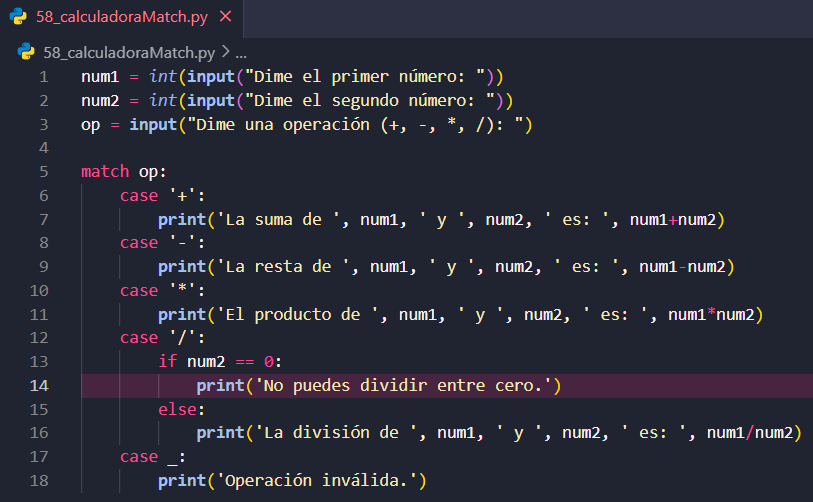 58_calculadoraMatch.py ×
58_calculadoraMatch.py > ...
1 num1 = int(input("Dime el primer número: "))
2 num2 = int(input("Dime el segundo número: "))
3 op = input("Dime una operación (+, -, *, /): ")
4
5 match op:
6     case '+':
7         print('La suma de ', num1, ' y ', num2, ' es: ', num1+num2)
8     case '-':
9         print('La resta de ', num1, ' y ', num2, ' es: ', num1-num2)
10     case '*':
11         print('El producto de ', num1, ' y ', num2, ' es: ', num1*num2)
12     case '/':
13         if num2 == 0:
14             print('No puedes dividir entre cero.')
15         else:
16             print('La división de ', num1, ' y ', num2, ' es: ', num1/num2)
17     case _:
18         print('Operación inválida.')